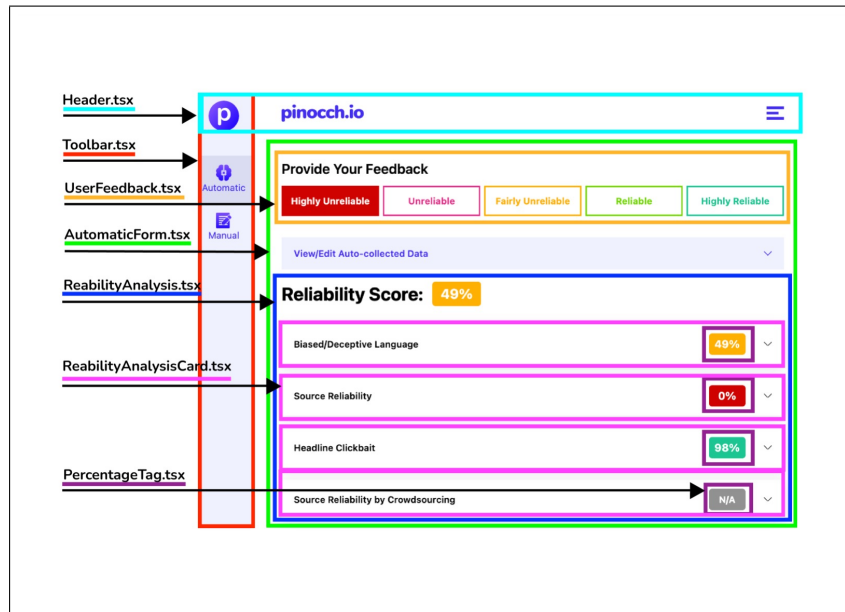 Header.tsx
p
pinocch.io
Toolbar.tsx
Provide Your Feedback
Automatic
UserFeedback.tsx
Highly Unreliable
Unreliable
Fairly Unreliable
Reliable
Highly Reliable
Manual
AutomaticForm.tsx
View/Edit Auto-collected Data
ReabilityAnalysis.tsx
Reliability Score: 49%
Biased/Deceptive Language 49%
ReabilityAnalysisCard.tsx
Source Reliability 0%
Headline Clickbait 98%
PercentageTag.tsx
Source Reliability by Crowdsourcing N/A